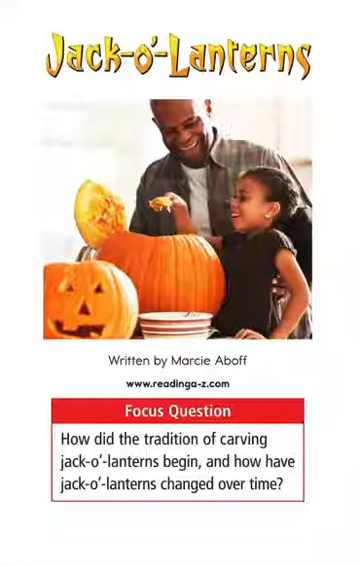 Jack-o'-Lanterns
Written by Marcie Aboff
www.readinga-z.com
Focus Question
How did the tradition of carving
jack-o'-lanterns begin, and how have
jack-o'-lanterns changed over time?